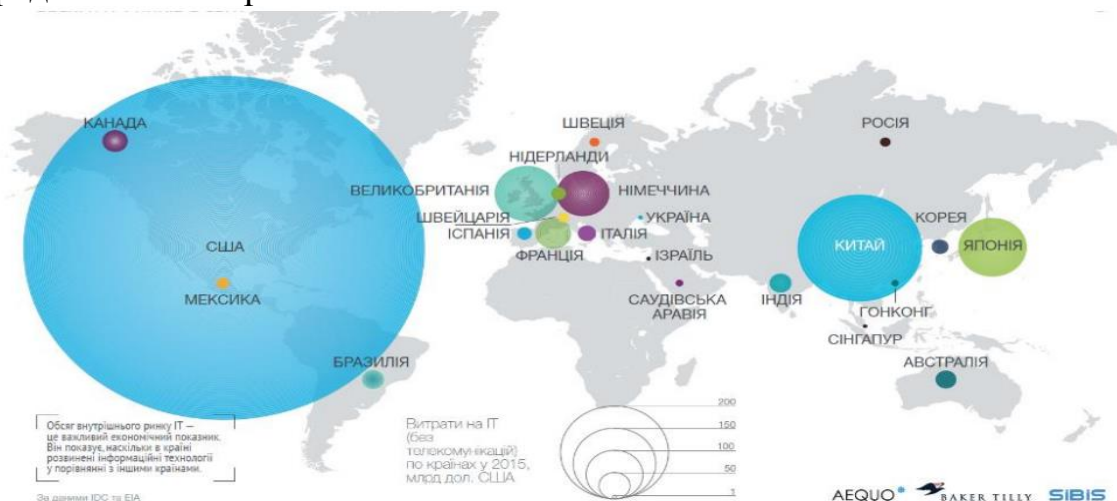 КАНАДА
ШВЕЦІЯ
РОСІЯ
НІДЕРЛАНДИ
ВЕЛИКОБРИТАНІЯ
НІМЕЧЧИНА
ШВЕЙЦАРІЯ
УКРАЇНА
КОРЕЯ
ІСПАНІЯ
ІТАЛІЯ
США
КИТАЙ
ЯПОНІЯ
ФРАНЦІЯ
ІЗРАЇЛЬ
МЕКСИКА
САУДІВСЬКА
АРАВІЯ
ІНДІЯ
ГОНКОНГ
СІНГАПУР
БРАЗИЛІЯ
АВСТРАЛІЯ
Обсяг внутрішнього ринку ІТ —
це важливий економічний показник.
Він показує, наскільки в країні
розвинені інформаційні технології
у порівнянні з іншими країнами.
Витрати на ІТ
(без
телекомунікацій)
по країнах у 2015,
млрд дол. США
200
150
100
50
1
За даними IDC та EIA
AEQUO
BAKER TILLY
SIBIS